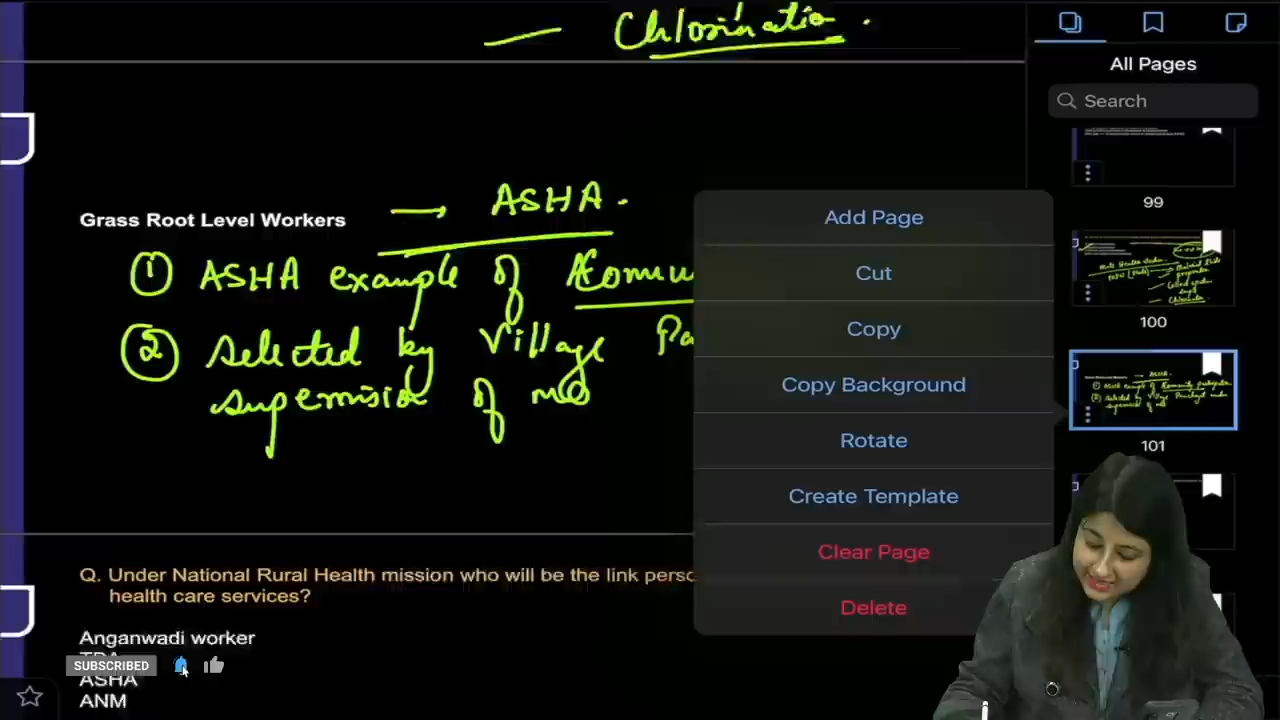 — Chlorination.
All Pages
Search
99
100
101
Grass Root Level Workers → ASHA.
① ASHA example of Commu
② Selected by Village Pa
supermision of mo
Add Page
Cut
Copy
Copy Background
Rotate
Create Template
Clear Page
Delete
Q. Under National Rural Health mission who will be the link perso
health care services?
Anganwadi worker
TBA
SUBSCRIBED
ASHA
ANM